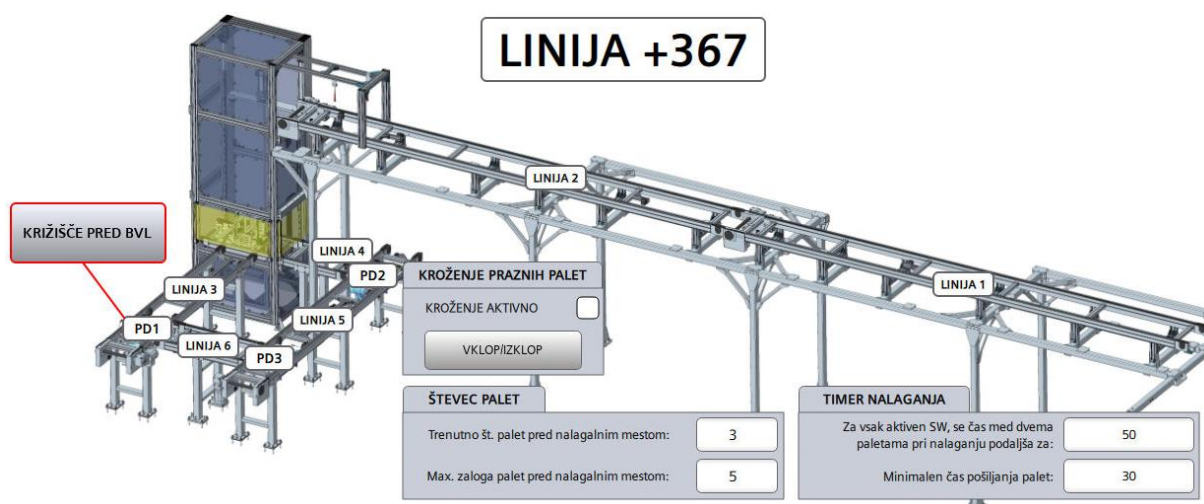 LINIJA +367
LINIJA 2
KRIŽIŠČE PRED BVL
LINIJA 4
LINIJA 3
PD2
LINIJA 1
LINIJA 5
PD1
LINIJA 6
PD3
KROŽENJE PRAZNIH PALET
KROŽENJE AKTIVNO
VKLOP/IZKLOP
ŠTEVEC PALET
Trenutno št. palet pred nalagalnim mestom: 3
Max. zaloga palet pred nalagalnim mestom: 5
TIMER NALAGANJA
Za vsak aktiven SW, se čas med dvema
paletama pri nalaganju podaljša za: 50
Minimalen čas pošiljanja palet: 30